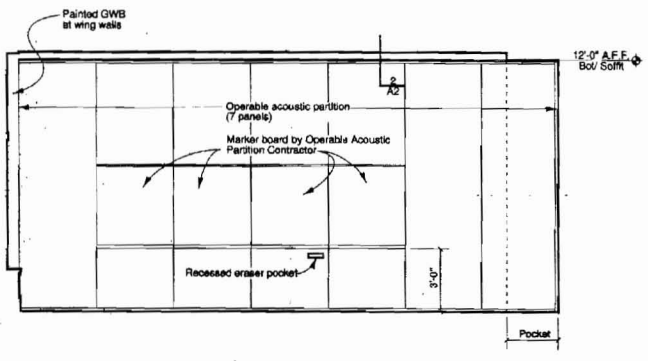 Painted GWB
at wing walls
12'-0" A.F.F.
Bot/ Soffit
2
A2
Operable acoustic partition
(7 panels)
Marker board by Operable Acoustic
Partition Contractor
Recessed eraser pocket
3'-0"
Pocket